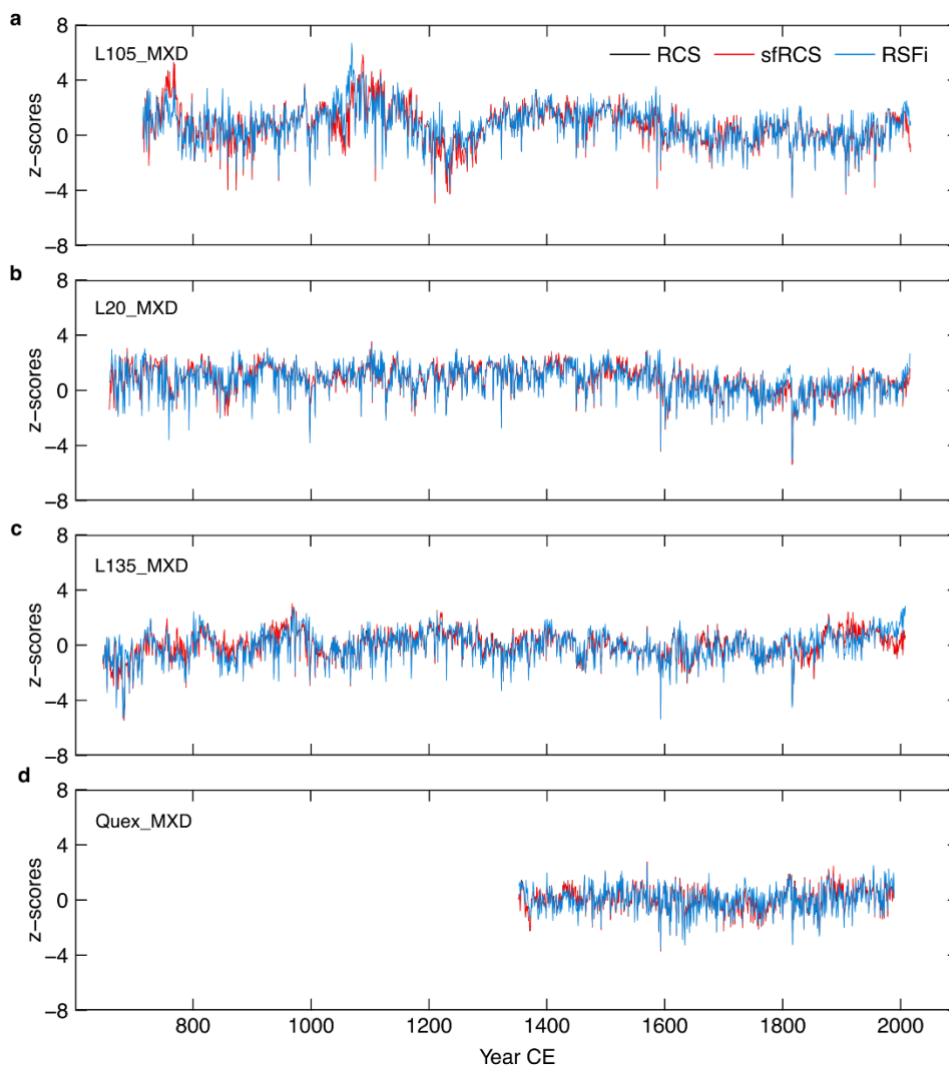 a
8
4
0
−4
−8
z−scores
L105_MXD
RCS sfRCS RSFi
b
8
4
0
−4
−8
z−scores
L20_MXD
c
8
4
0
−4
−8
z−scores
L135_MXD
d
8
4
0
−4
−8
z−scores
Quex_MXD
800 1000 1200 1400 1600 1800 2000
Year CE